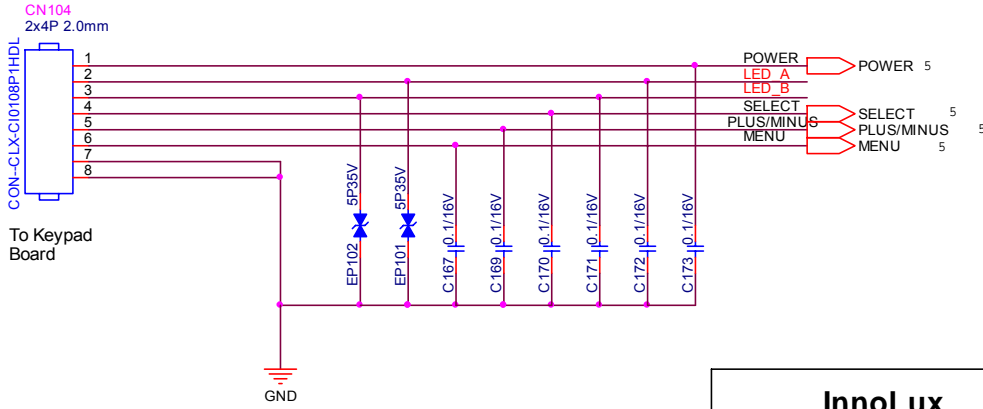 CN104
2x4P 2.0mm
CON--CLX-CI0108P1HDL
1
2
3
4
5
6
7
8
To Keypad
Board
POWER
LED_A
LED_B
SELECT
PLUS/MINUS
MENU
POWER 5
SELECT 5
PLUS/MINUS 5
MENU 5
EP102 5P35V
EP101 5P35V
C167 0.1/16V
C169 0.1/16V
C170 0.1/16V
C171 0.1/16V
C172 0.1/16V
C173 0.1/16V
GND
InnoLux